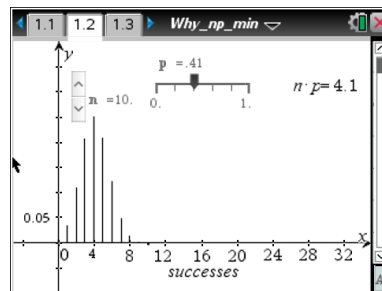 1.1 1.2 1.3 Why_np_min
y
p =.41
n =10.
0. 1.
n·p=4.1
0.05
x
0 4 8 12 16 20 24 28 32
successes